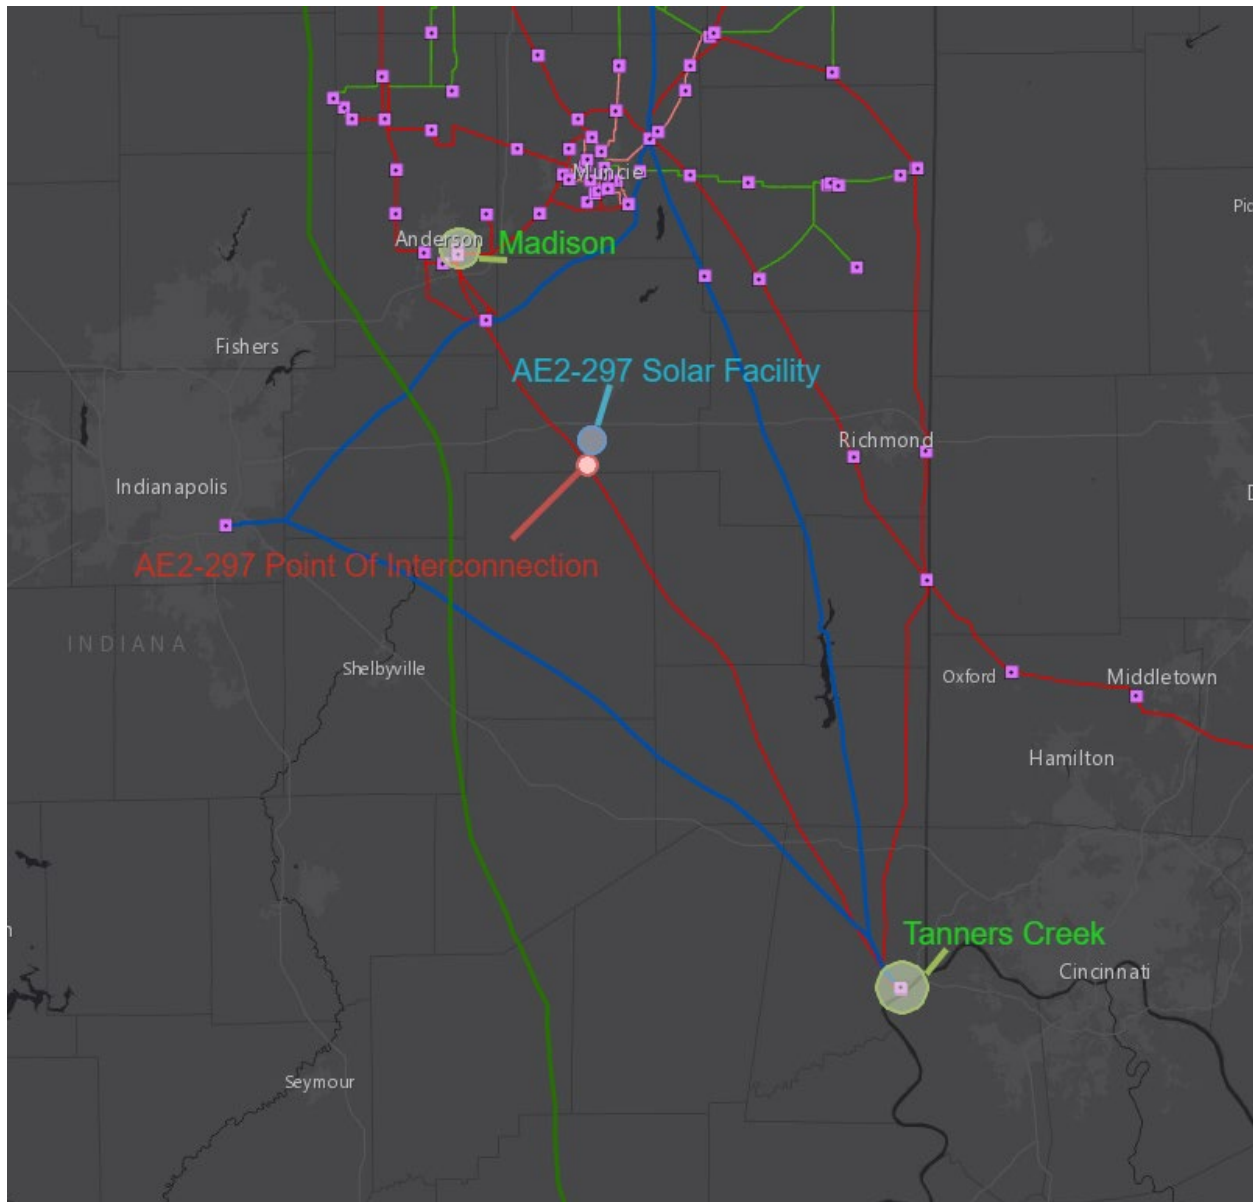 Muncie
Pic
Anderson
Madison
Fishers
AE2-297 Solar Facility
Richmond
Indianapolis
D
AE2-297 Point Of Interconnection
INDIANA
Shelbyville
Oxford
Middletown
Hamilton
Tanners Creek
Cincinnati
Seymour